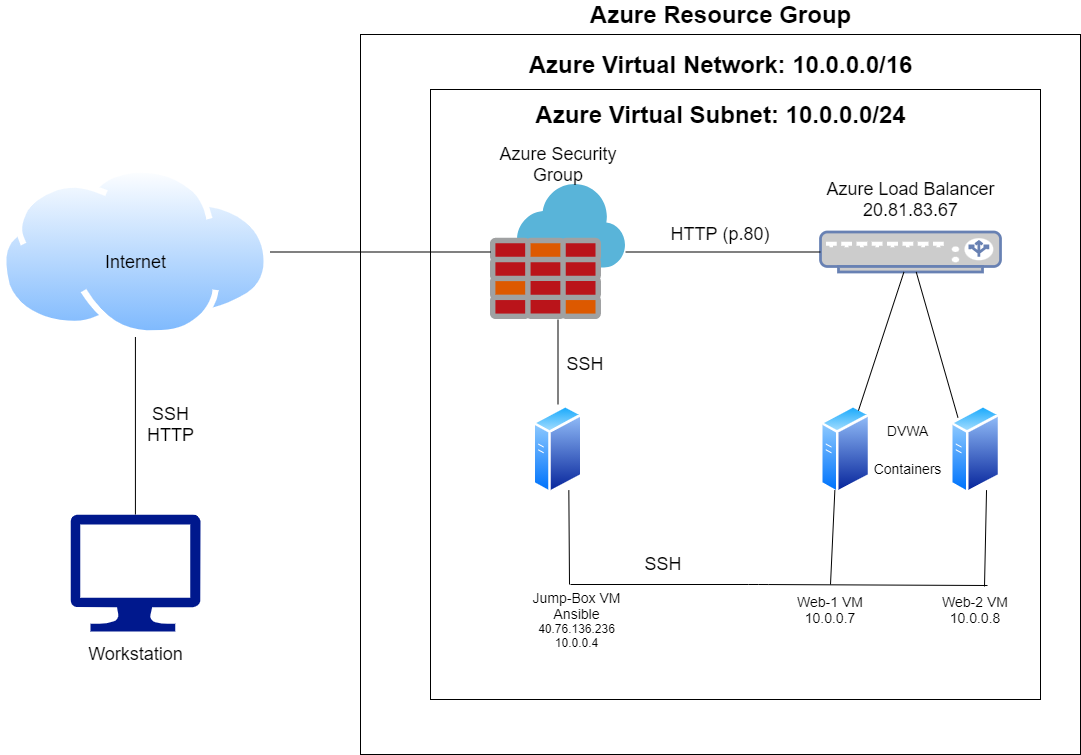 Azure Resource Group
Azure Virtual Network: 10.0.0.0/16
Azure Virtual Subnet: 10.0.0.0/24
Azure Security
Group
Azure Load Balancer
20.81.83.67
HTTP (p.80)
Internet
SSH
SSH
HTTP
DVWA
Containers
SSH
Jump-Box VM
Ansible
40.76.136.236
10.0.0.4
Web-1 VM
10.0.0.7
Web-2 VM
10.0.0.8
Workstation